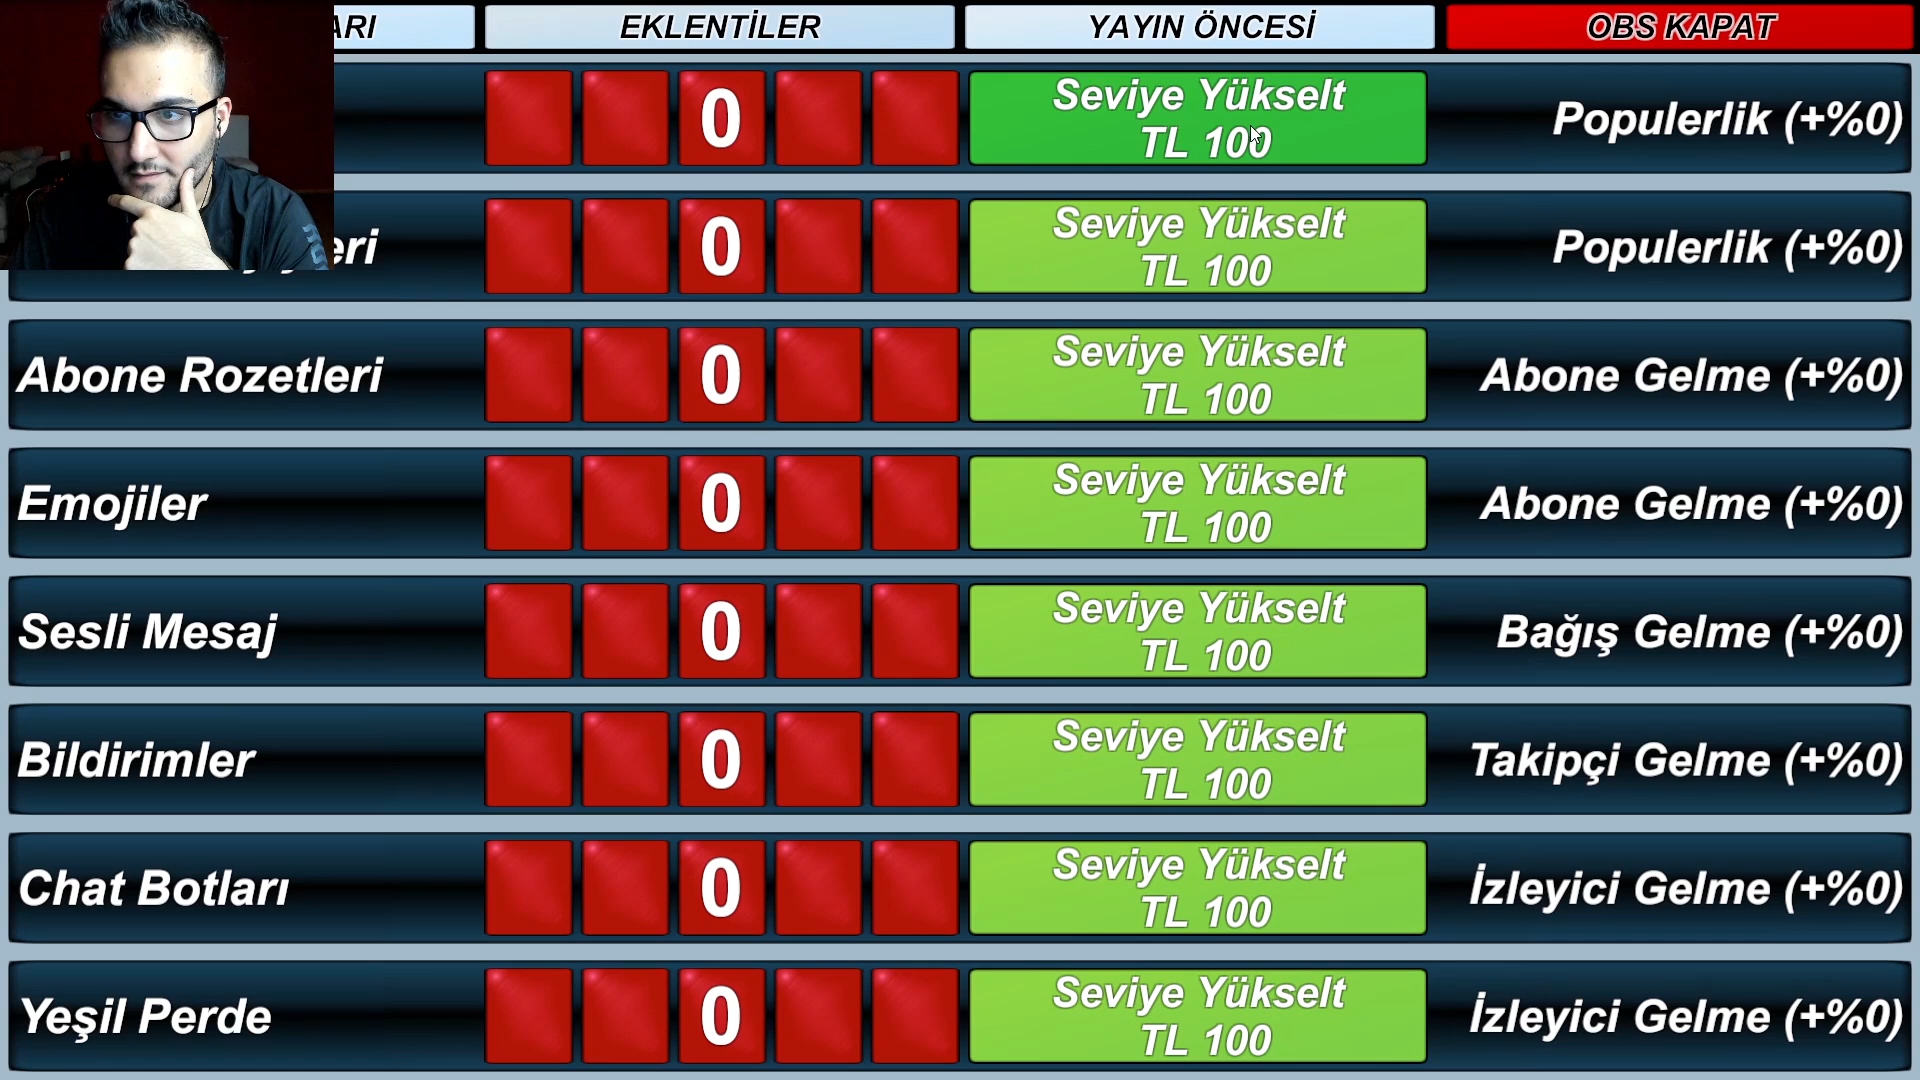 EKLENTİLER
YAYIN ÖNCESİ
OBS KAPAT
0
Seviye Yükselt
TL 100
Populerlik (+%0)
0
Seviye Yükselt
TL 100
Populerlik (+%0)
Abone Rozetleri
0
Seviye Yükselt
TL 100
Abone Gelme (+%0)
Emojiler
0
Seviye Yükselt
TL 100
Abone Gelme (+%0)
Sesli Mesaj
0
Seviye Yükselt
TL 100
Bağış Gelme (+%0)
Bildirimler
0
Seviye Yükselt
TL 100
Takipçi Gelme (+%0)
Chat Botları
0
Seviye Yükselt
TL 100
İzleyici Gelme (+%0)
Yeşil Perde
0
Seviye Yükselt
TL 100
İzleyici Gelme (+%0)